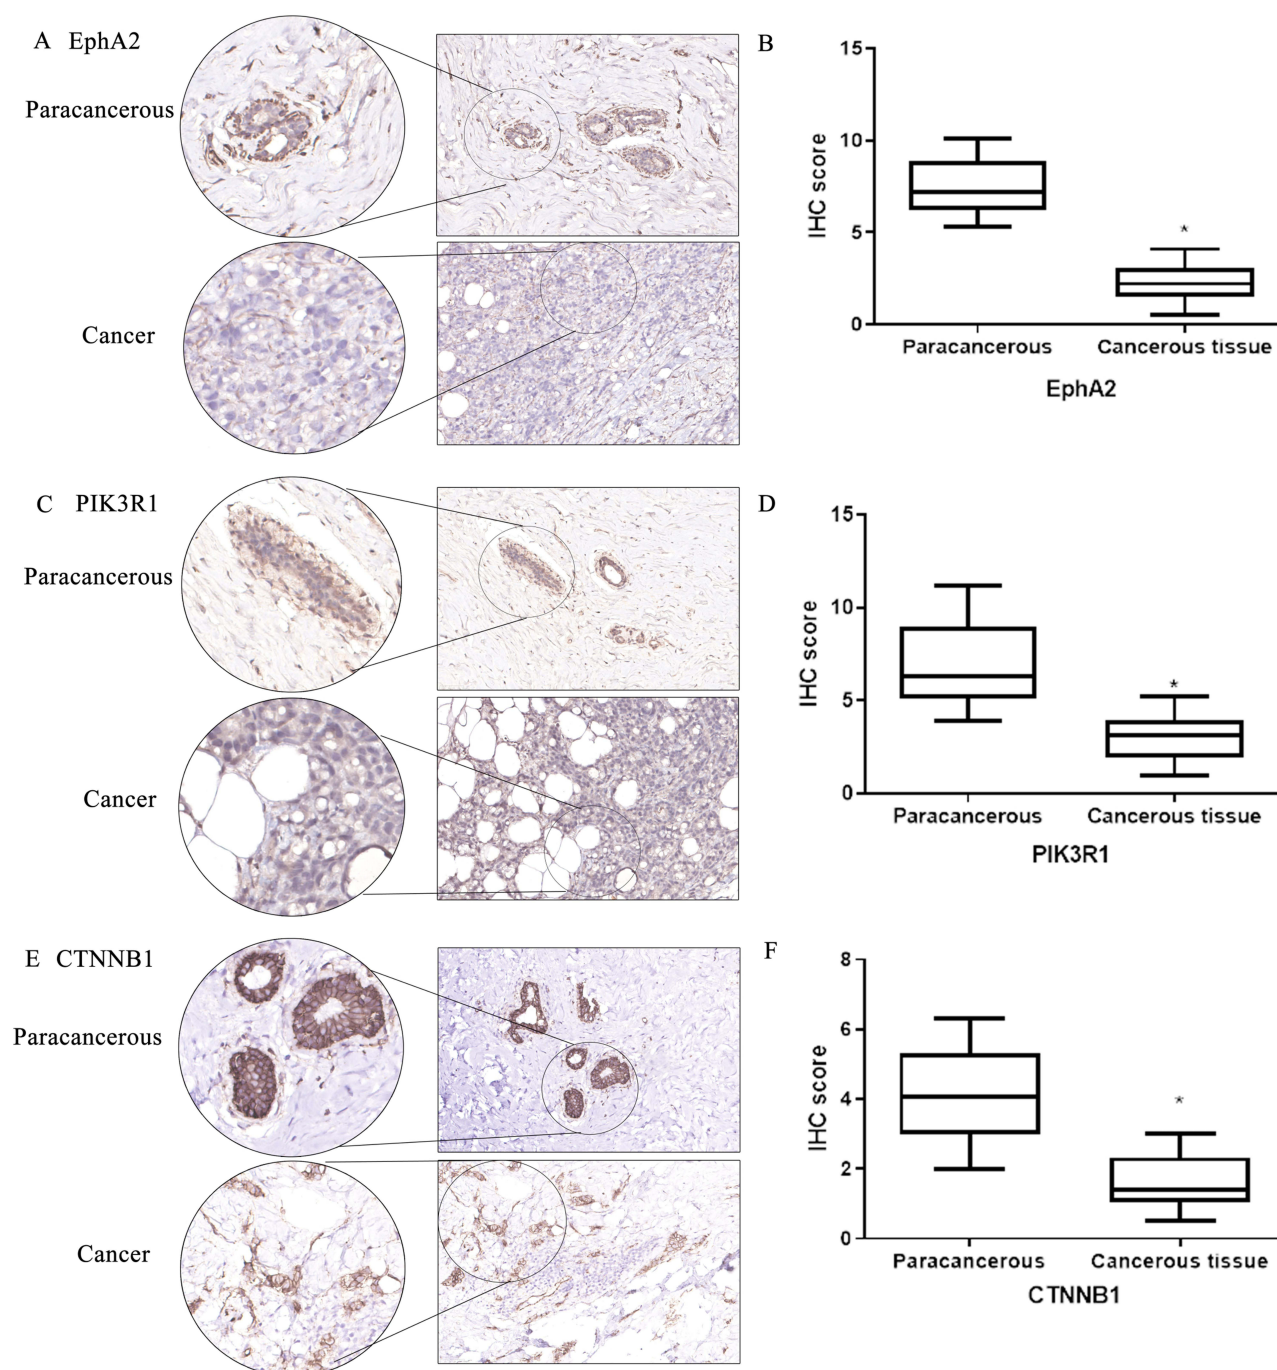 A EphA2
Paracancerous
Cancer
B
15
10
5
0
IHC score
*
Paracancerous
Cancerous tissue
EphA2
C PIK3R1
Paracancerous
Cancer
D
15
10
5
0
IHC score
*
Paracancerous
Cancerous tissue
PIK3R1
E CTNNB1
Paracancerous
Cancer
F
8
6
4
2
0
IHC score
*
Paracancerous
Cancerous tissue
CTNNB1